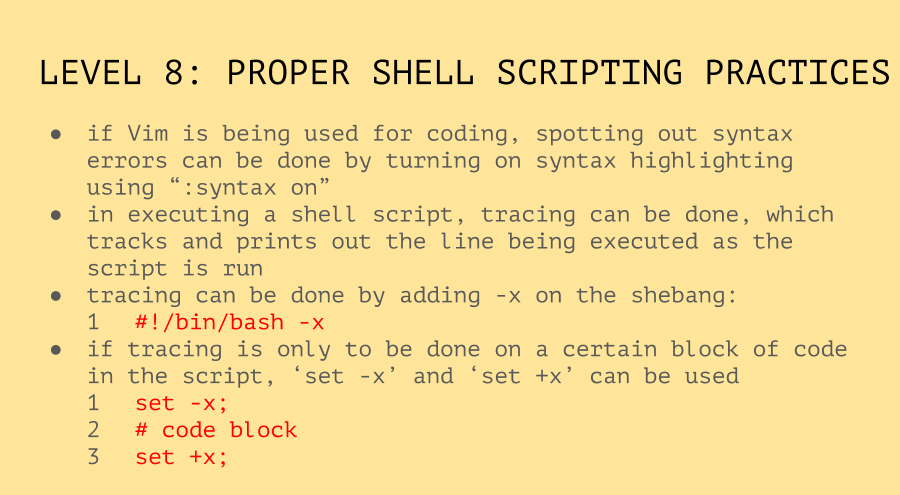 LEVEL 8: PROPER SHELL SCRIPTING PRACTICES
● if Vim is being used for coding, spotting out syntax
errors can be done by turning on syntax highlighting
using “:syntax on”
● in executing a shell script, tracing can be done, which
tracks and prints out the line being executed as the
script is run
● tracing can be done by adding -x on the shebang:
1 #!/bin/bash -x
● if tracing is only to be done on a certain block of code
in the script, ‘set -x’ and ‘set +x’ can be used
1 set -x;
2 # code block
3 set +x;